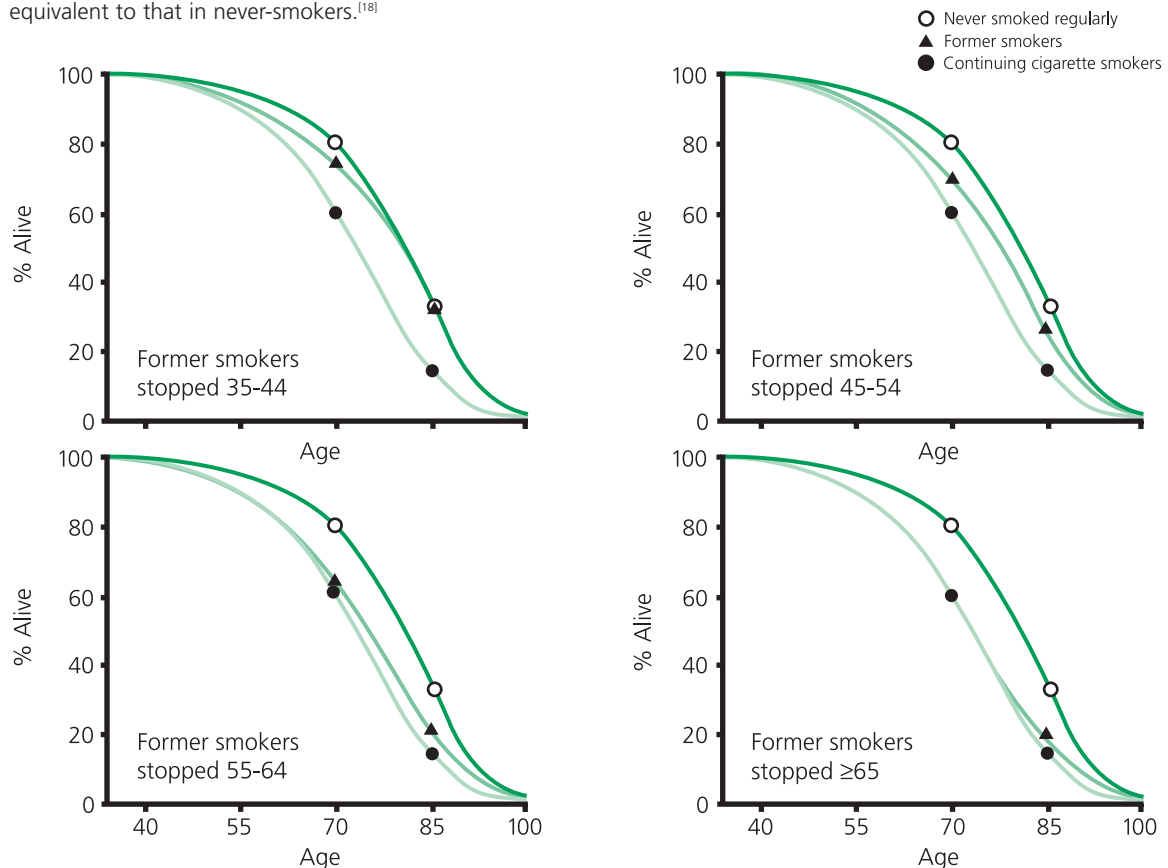 equivalent to that in never-smokers.[18]
Never smoked regularly
Former smokers
Continuing cigarette smokers
100
80
60
40
20
0
% Alive
Former smokers
stopped 35-44
Age
100
80
60
40
20
0
% Alive
Former smokers
stopped 45-54
Age
100
80
60
40
20
0
% Alive
Former smokers
stopped 55-64
40 55 70 85 100
Age
100
80
60
40
20
0
% Alive
Former smokers
stopped ≥65
40 55 70 85 100
Age